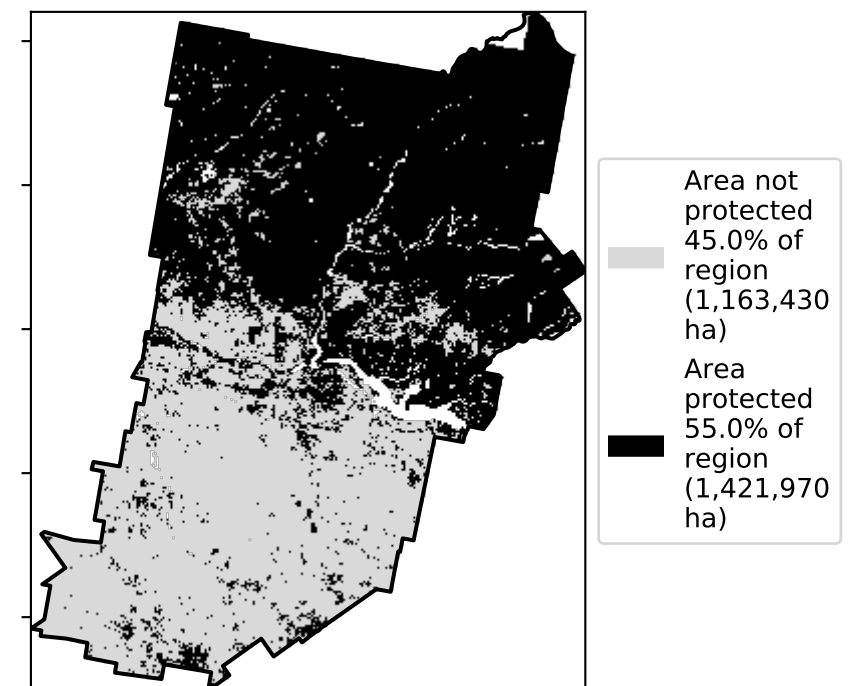 Area not
protected
45.0% of
region
(1,163,430
ha)
Area
protected
55.0% of
region
(1,421,970
ha)